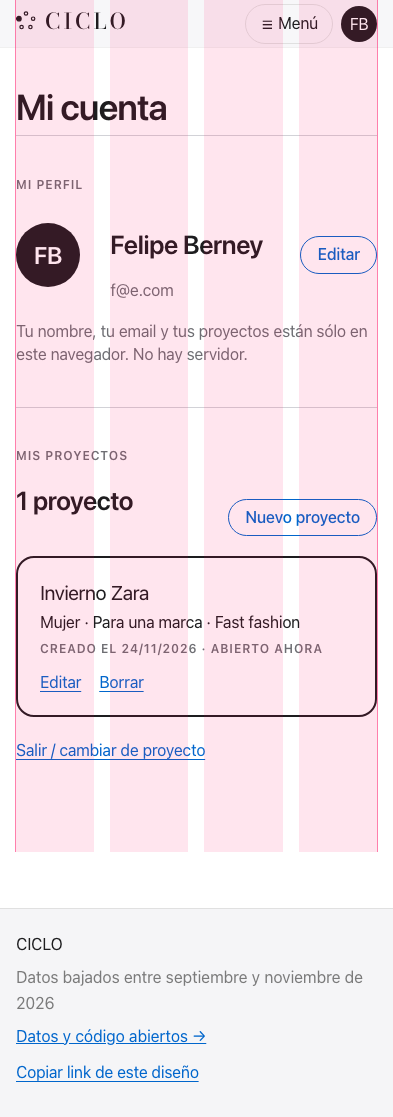 CICLO
≡ Menú
FB
Mi cuenta
MI PERFIL
FB
Felipe Berney
Editar
f@e.com
Tu nombre, tu email y tus proyectos están sólo en
este navegador. No hay servidor.
MIS PROYECTOS
1 proyecto
Nuevo proyecto
Invierno Zara
Mujer · Para una marca · Fast fashion
CREADO EL 24/11/2026 · ABIERTO AHORA
Editar Borrar
Salir / cambiar de proyecto
CICLO
Datos bajados entre septiembre y noviembre de
2026
Datos y código abiertos →
Copiar link de este diseño